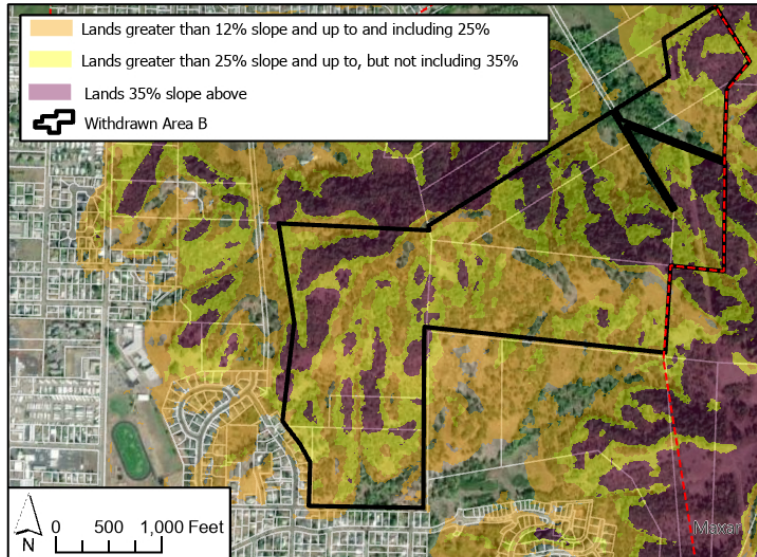 Lands greater than 12% slope and up to and including 25%
Lands greater than 25% slope and up to, but not including 35%
Lands 35% slope above
Withdrawn Area B
N
0 500 1,000 Feet
Maxar